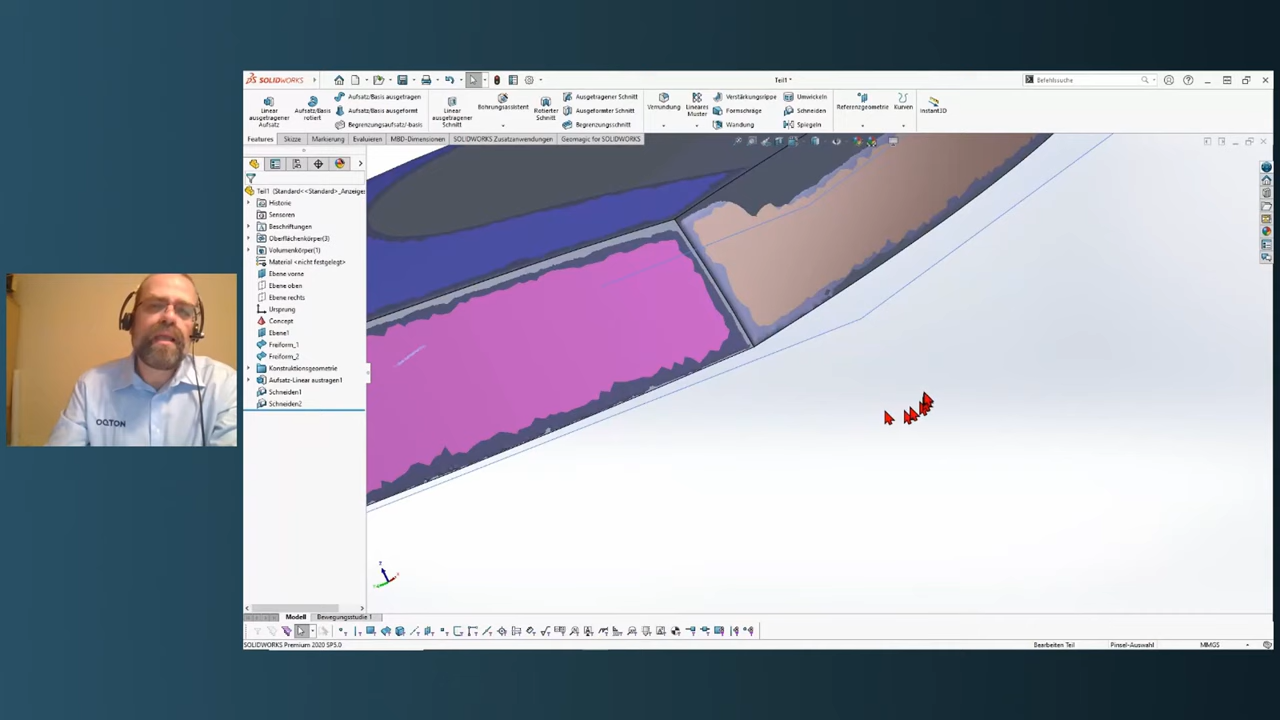 SOLIDWORKS
Teil1 *
Befehlssuche
Linear ausgetragener Aufsatz
Aufsatz/Basis rotiert
Aufsatz/Basis ausgetragen
Aufsatz/Basis ausgeformt
Begrenzungsaufsatz/-basis
Linear ausgetragener Schnitt
Bohrungsassistent
Rotierter Schnitt
Ausgetragener Schnitt
Ausgeformter Schnitt
Begrenzungsschnitt
Verrundung
Lineares Muster
Verstärkungsrippe
Formschräge
Wandung
Umwickeln
Schneiden
Spiegeln
Referenzgeometrie
Kurven
Instant3D
Features
Skizze
Markierung
Evaluieren
MBD-Dimensionen
SOLIDWORKS Zusatzanwendungen
Geomagic for SOLIDWORKS
Teil1 (Standard<<Standard>_Anzeige
Historie
Sensoren
Beschriftungen
Oberflächenkörper(3)
Volumenkörper(1)
Material <nicht festgelegt>
Ebene vorne
Ebene oben
Ebene rechts
Ursprung
Concept
Ebene1
Freiform_1
Freiform_2
Konstruktionsgeometrie
Aufsatz-Linear austragen1
Schneiden1
Schneiden2
OQTON
Modell
Bewegungsstudie 1
SOLIDWORKS Premium 2020 SP5.0
Bearbeiten Teil
Pinsel-Auswahl
MMGS